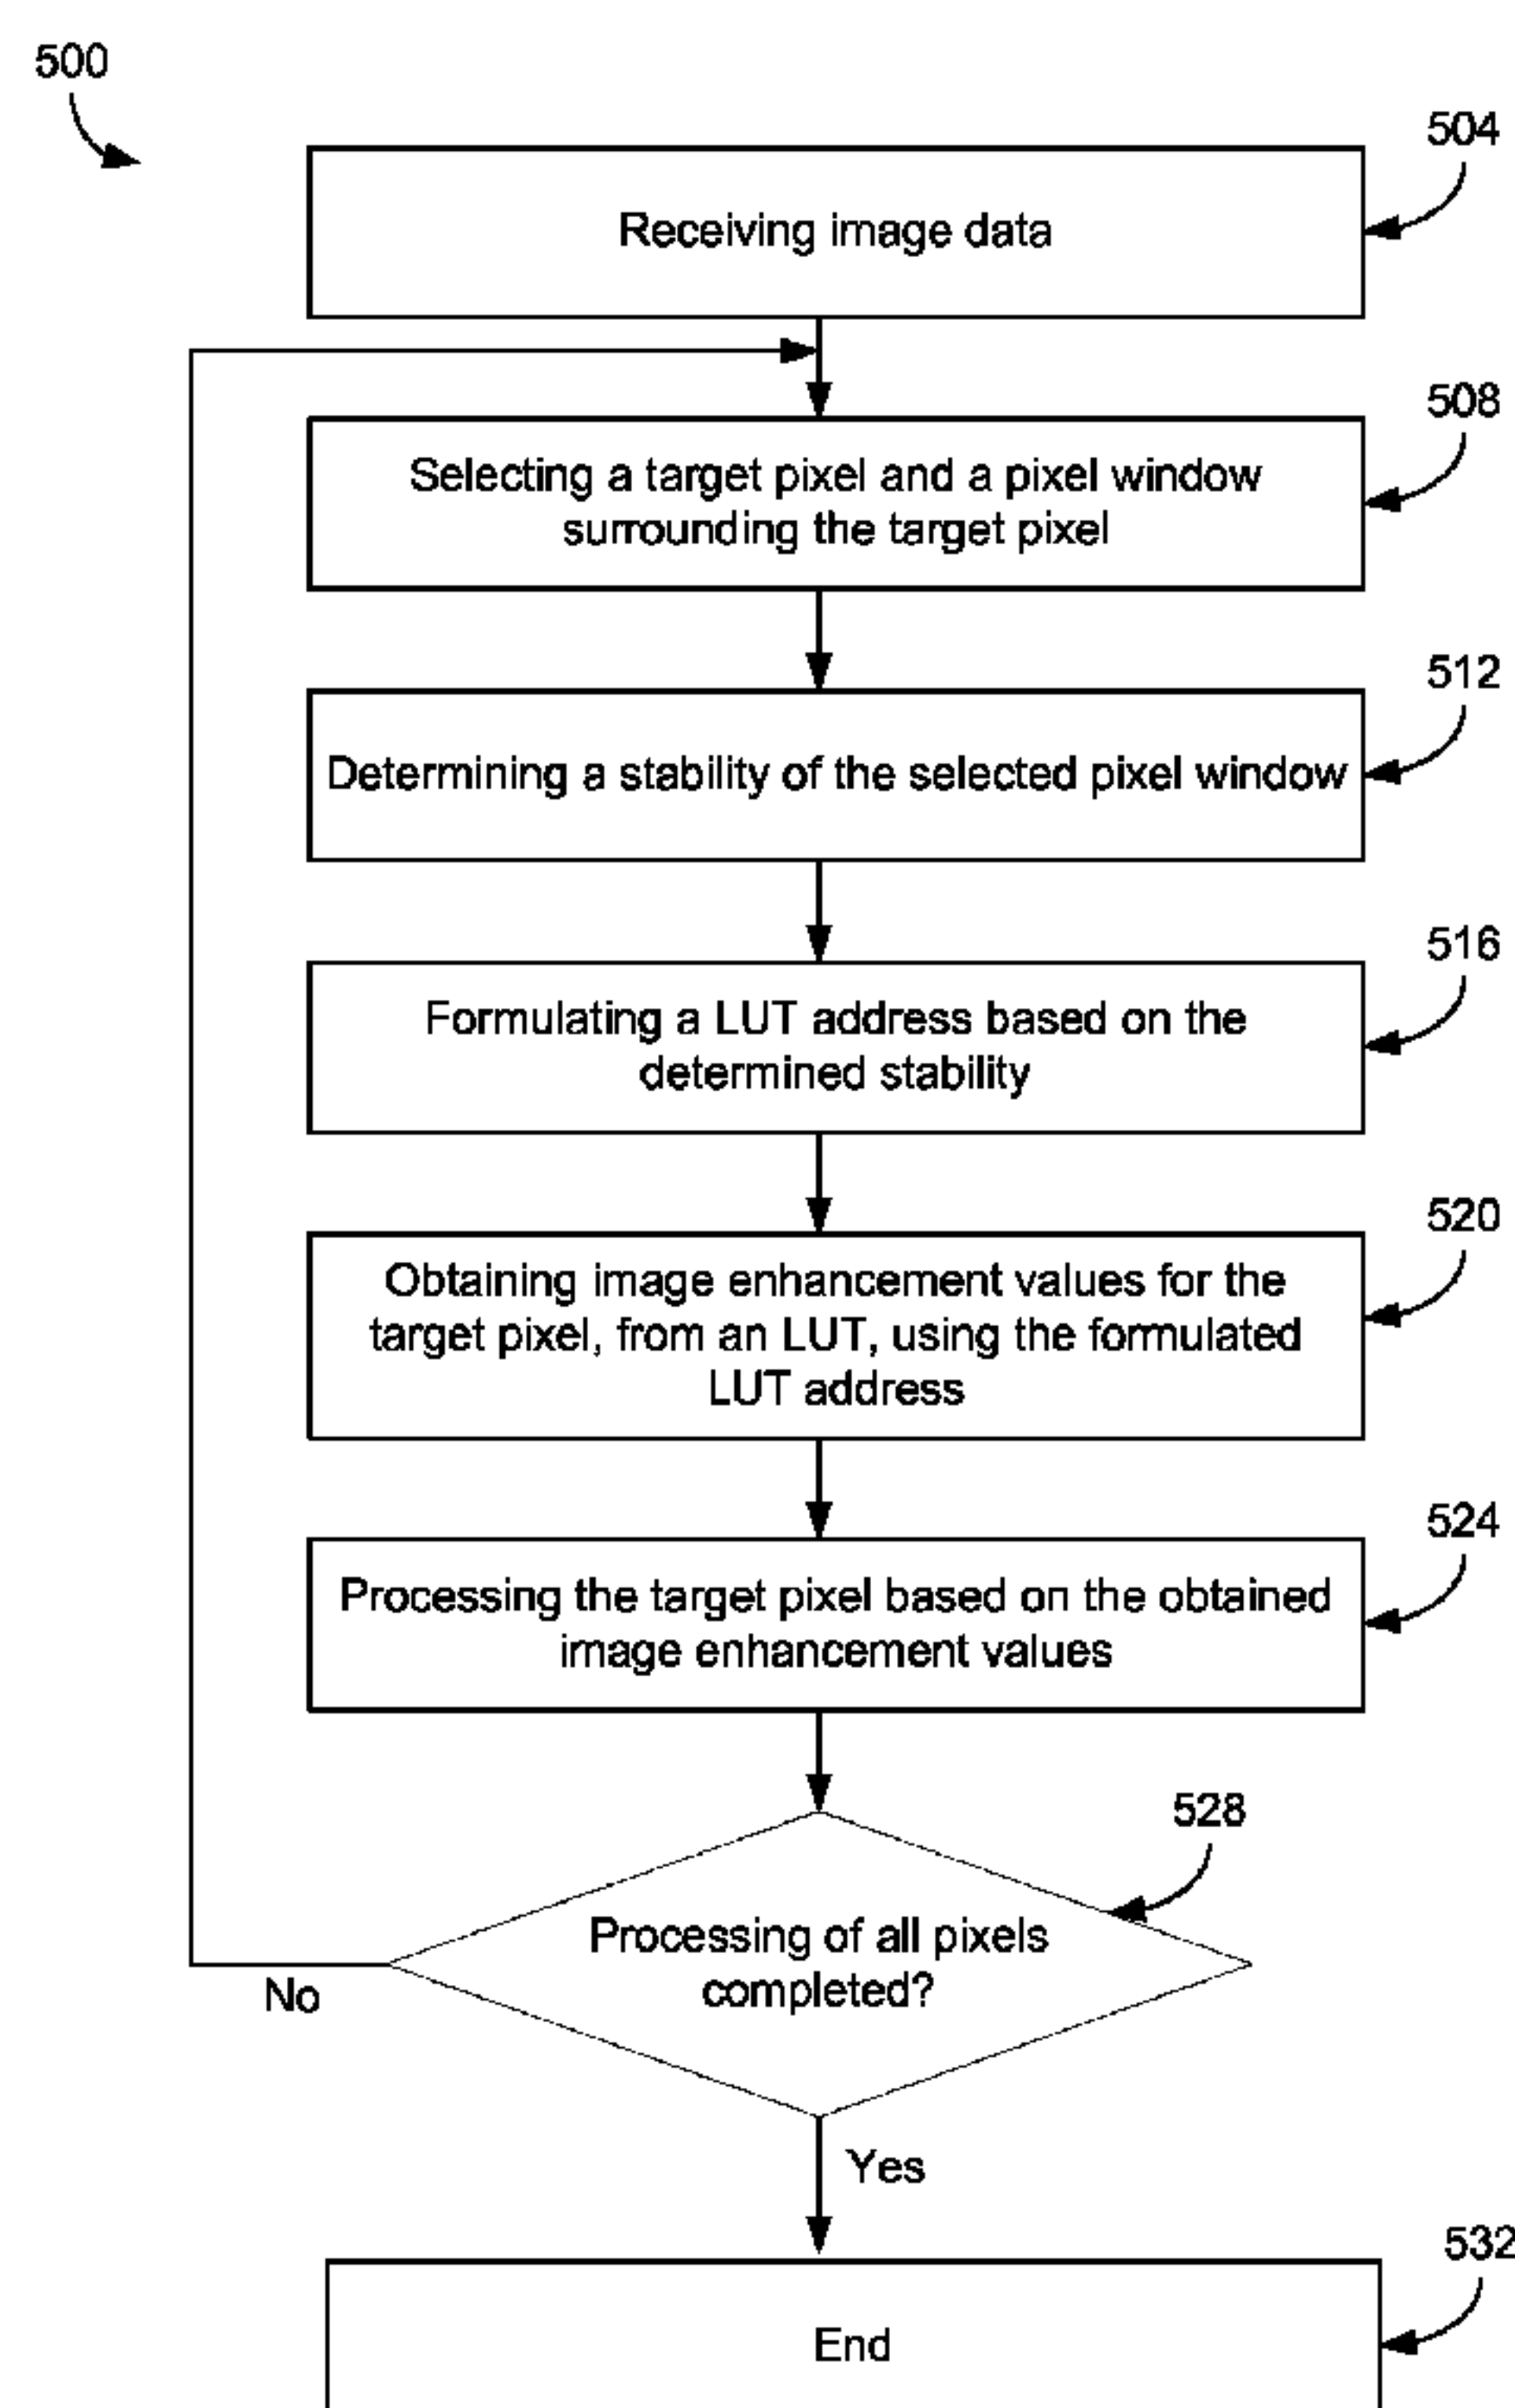 500
504
Receiving image data
508
Selecting a target pixel and a pixel window
surrounding the target pixel
512
Determining a stability of the selected pixel window
516
Formulating a LUT address based on the
determined stability
520
Obtaining image enhancement values for the
target pixel, from an LUT, using the formulated
LUT address
524
Processing the target pixel based on the obtained
image enhancement values
528
Processing of all pixels
completed?
No
Yes
532
End